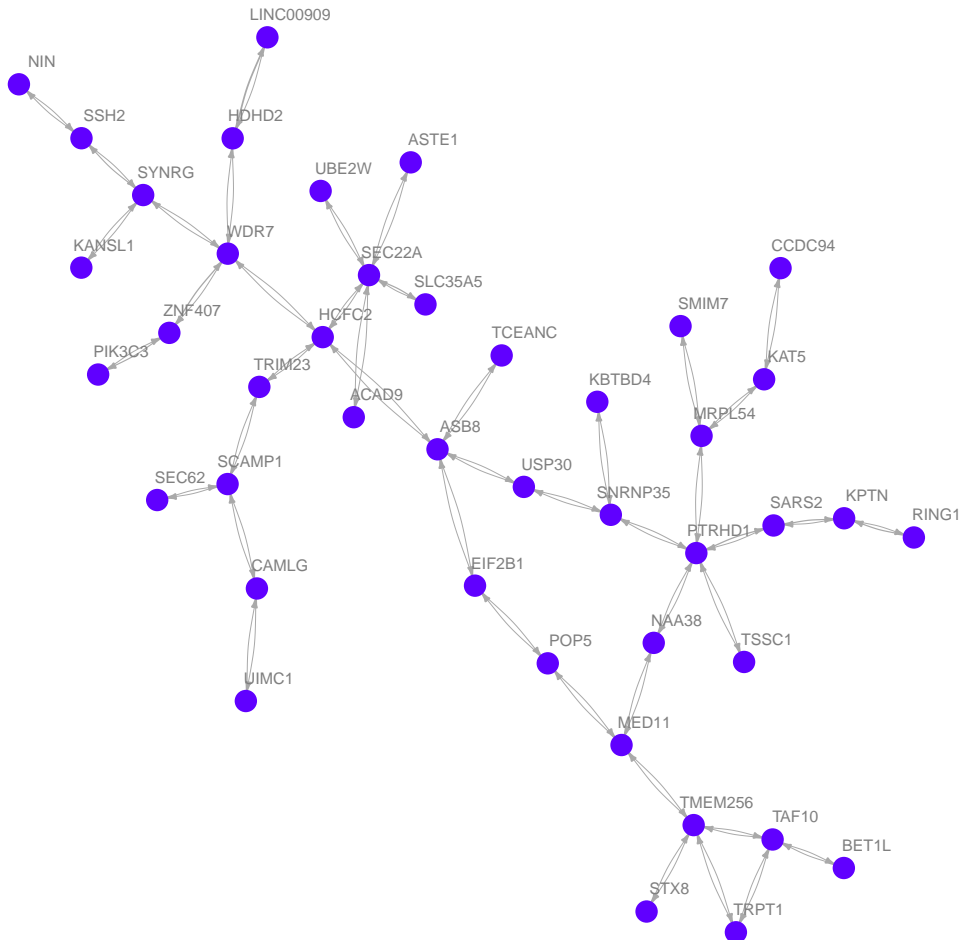 LINC00909
NIN
SSH2
HDHD2
ASTE1
UBE2W
SYNRG
WDR7
KANSL1
SEC22A
CCDC94
SLC35A5
SMIM7
ZNF407
HCFC2
TCEANC
PIK3C3
TRIM23
KAT5
KBTBD4
ACAD9
MRPL54
ASB8
SCAMP1
SEC62
USP30
SNRNP35
SARS2
KPTN
RING1
PTRHD1
CAMLG
EIF2B1
NAA38
TSSC1
POP5
UIMC1
MED11
TMEM256
TAF10
BET1L
STX8
TRPT1